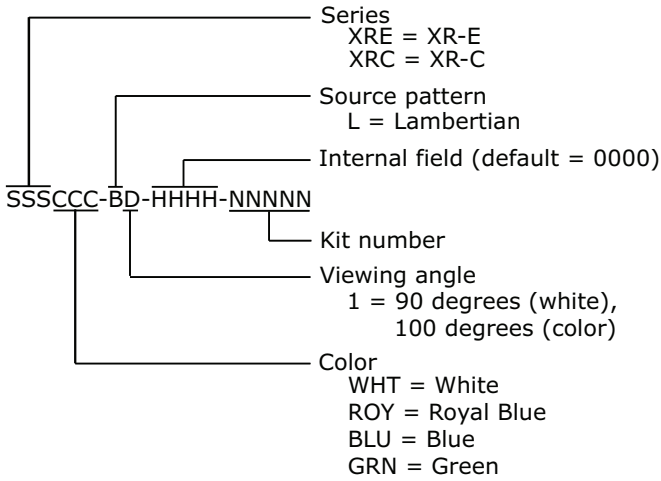 Series
XRE = XR-E
XRC = XR-C
Source pattern
L = Lambertian
Internal field (default = 0000)
SSSCCC-BD-HHHH-NNNNN
Kit number
Viewing angle
1 = 90 degrees (white),
100 degrees (color)
Color
WHT = White
ROY = Royal Blue
BLU = Blue
GRN = Green